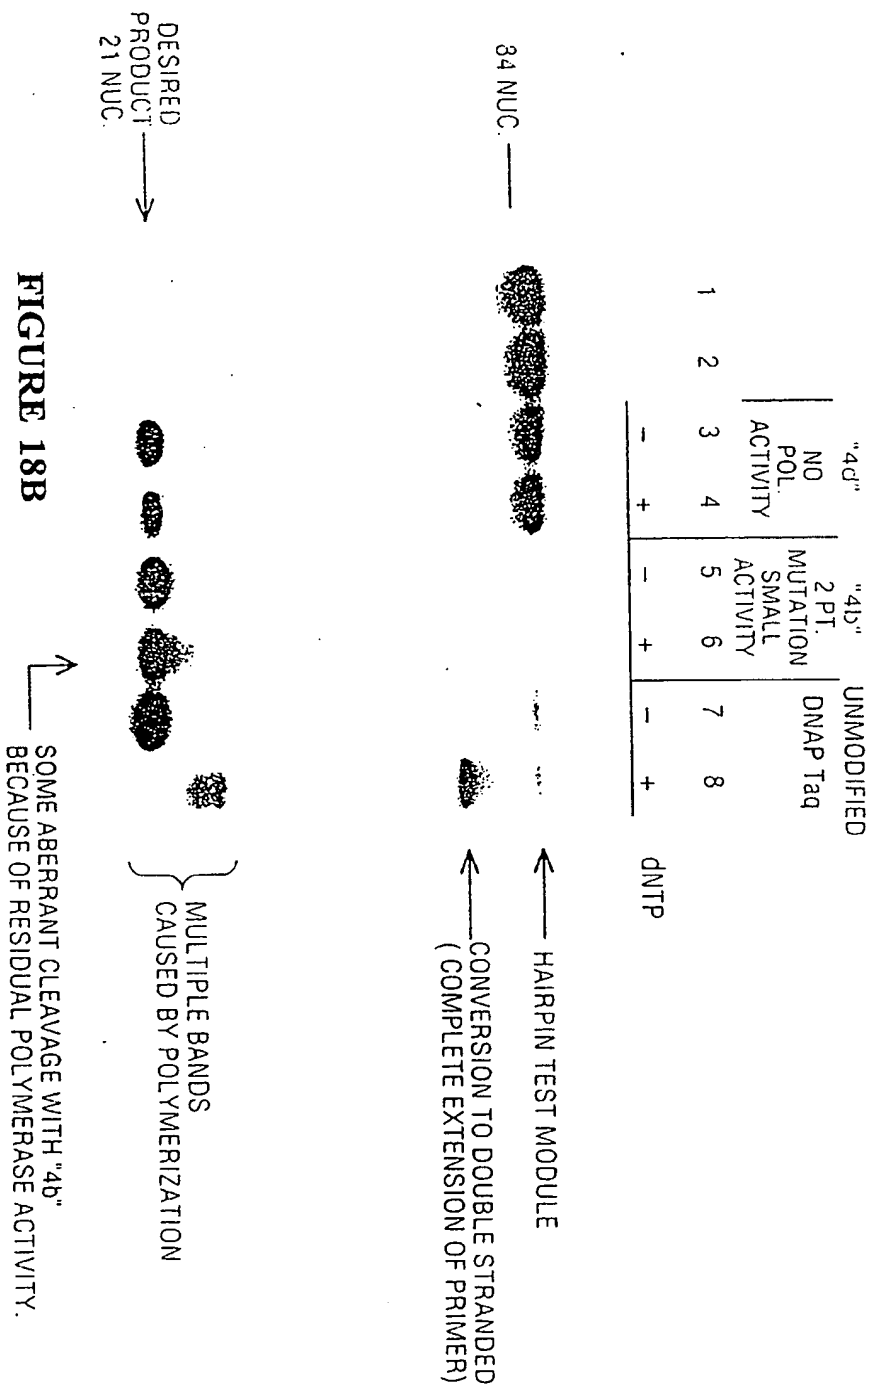 "4d"
NO
POL.
ACTIVITY
"4b"
2 PT.
MUTATION
SMALL
ACTIVITY
UNMODIFIED
DNAP Taq
1 2 3 4 5 6 7 8
- + - + - + dNTP
84 NUC.
HAIRPIN TEST MODULE
CONVERSION TO DOUBLE STRANDED
(COMPLETE EXTENSION OF PRIMER)
DESIRED
PRODUCT
21 NUC.
MULTIPLE BANDS
CAUSED BY POLYMERIZATION
SOME ABERRANT CLEAVAGE WITH "4b"
BECAUSE OF RESIDUAL POLYMERASE ACTIVITY.
FIGURE 18B